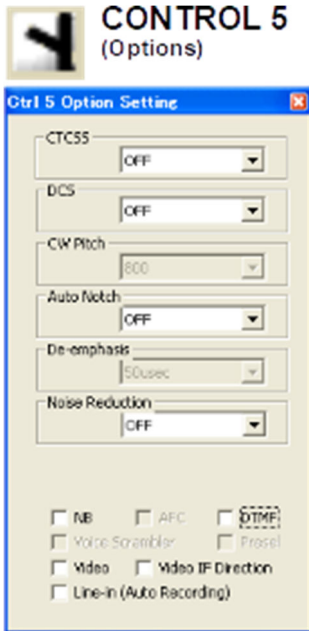 CONTROL 5
(Options)
Ctrl 5 Option Setting
CTCSS
OFF
DCS
OFF
CW Pitch
800
Auto Notch
OFF
De-emphasis
50usec
Noise Reduction
OFF
NB AFC DTMF
Voice Scrambler Presel
Video Video IF Direction
Line-in (Auto Recording)